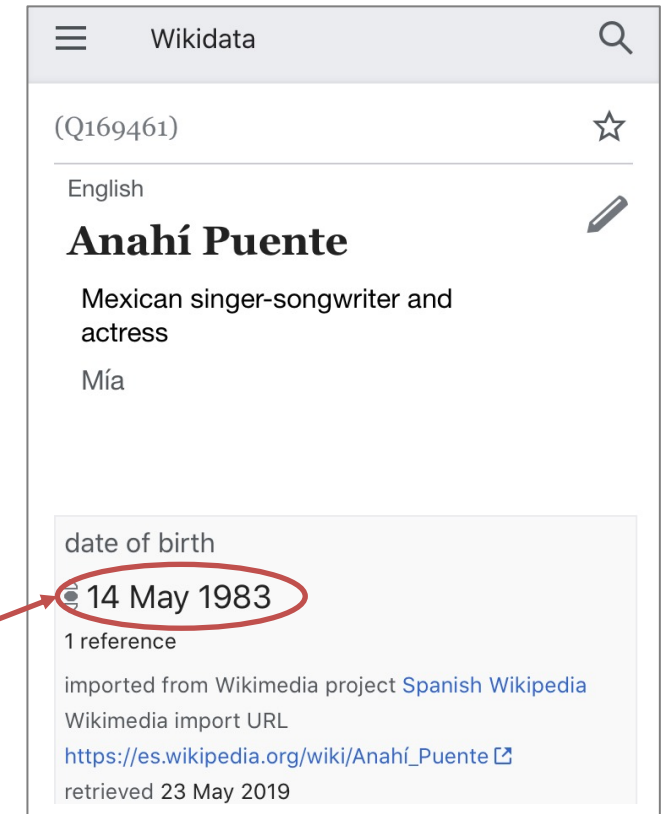 Wikidata
(Q169461)
English
Anahí Puente
Mexican singer-songwriter and
actress
Mía
date of birth
14 May 1983
1 reference
imported from Wikimedia project Spanish Wikipedia
Wikimedia import URL
https://es.wikipedia.org/wiki/Anahí_Puente
retrieved 23 May 2019